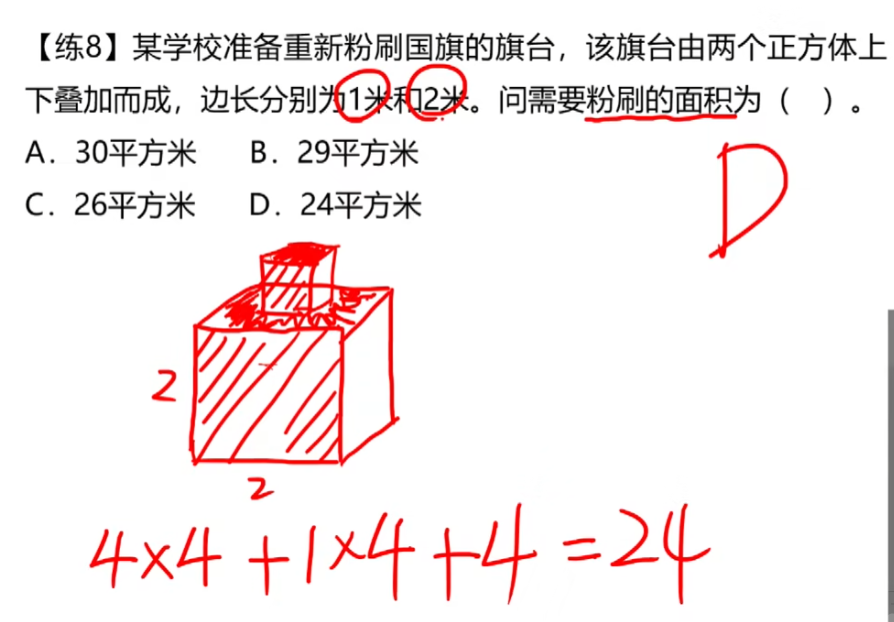 【练8】某学校准备重新粉刷国旗的旗台，该旗台由两个正方体上
下叠加而成，边长分别为1米和2米。问需要粉刷的面积为（　）。
A．30平方米　B．29平方米
C．26平方米　D．24平方米
D
2
2
4×4+1×4+4=24